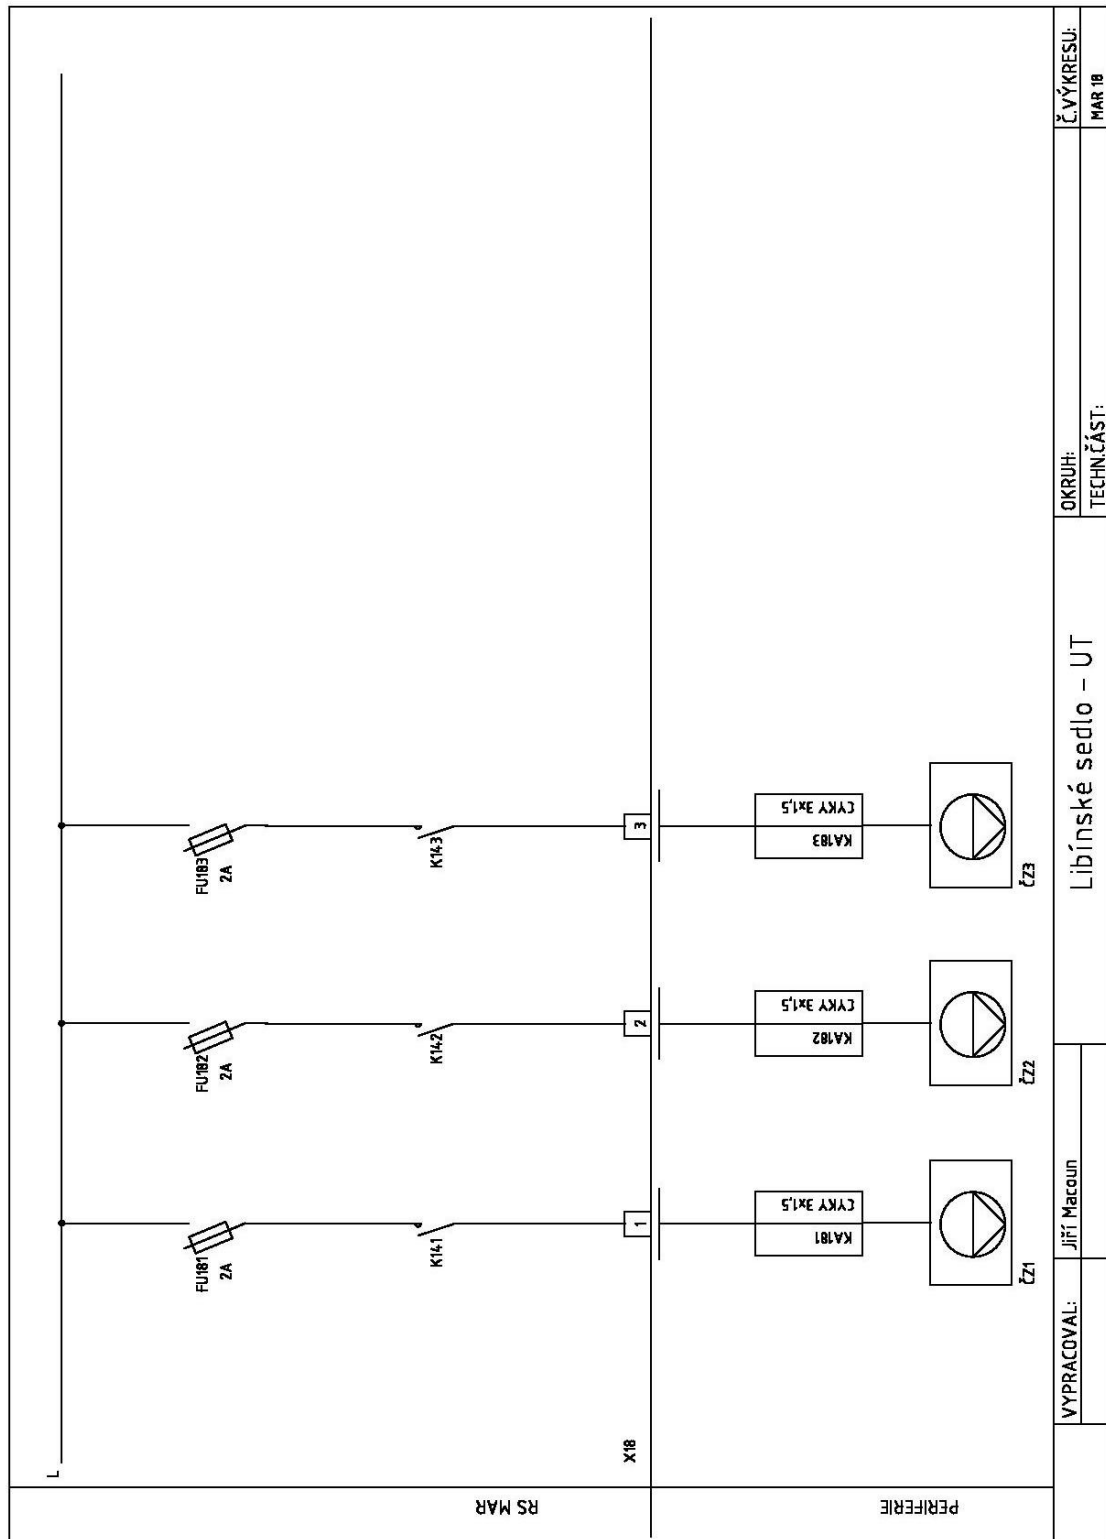 L
RS MAR
FU181
2A
FU182
2A
FU183
2A
K141
K142
K143
X18
1
2
3
PERIFERIE
KA181
CYKY 3x1,5
KA182
CYKY 3x1,5
KA183
CYKY 3x1,5
ČZ1
ČZ2
ČZ3
VYPRACOVAL:
Jiří Macoun
Libínské sedlo - UT
OKRUH:
TECHN.ČÁST:
Č.VÝKRESU:
MAR 18